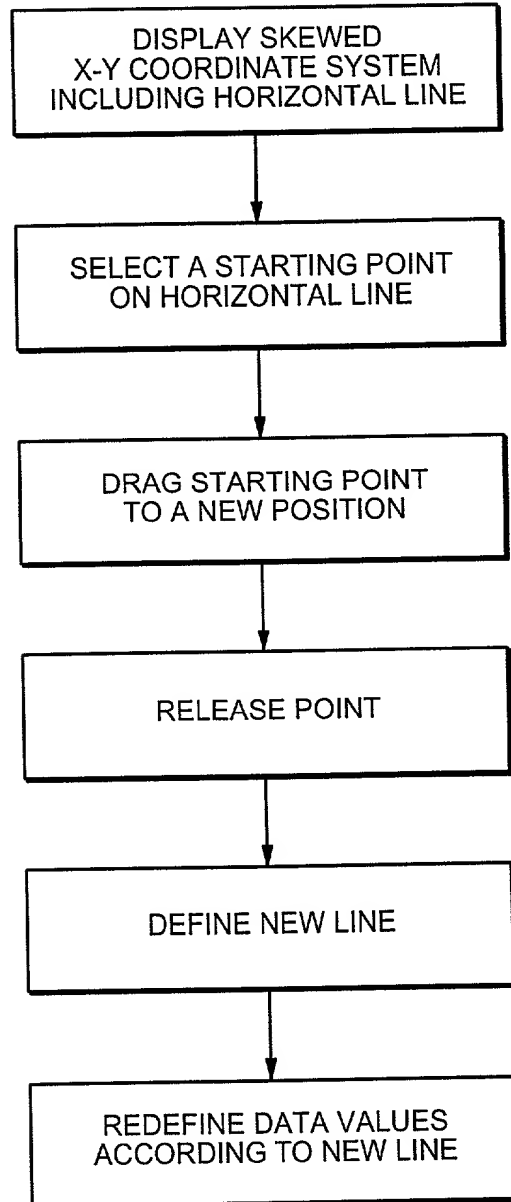 DISPLAY SKEWED
X-Y COORDINATE SYSTEM
INCLUDING HORIZONTAL LINE
SELECT A STARTING POINT
ON HORIZONTAL LINE
DRAG STARTING POINT
TO A NEW POSITION
RELEASE POINT
DEFINE NEW LINE
REDEFINE DATA VALUES
ACCORDING TO NEW LINE